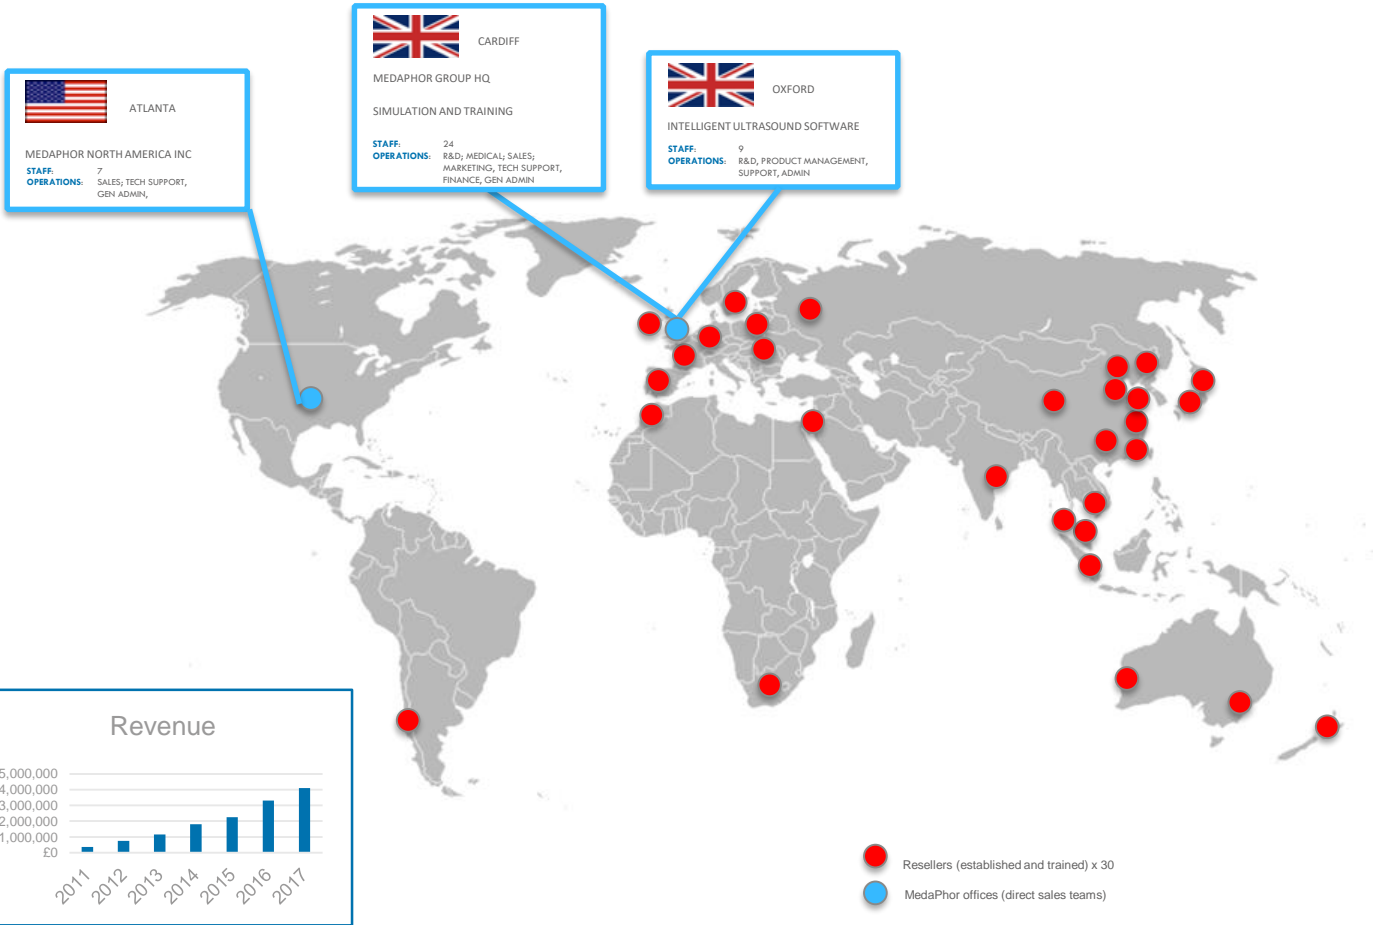 CARDIFF
MEDAPHOR GROUP HQ
SIMULATION AND TRAINING
STAFF: 24
OPERATIONS: R&D; MEDICAL; SALES;
MARKETING, TECH SUPPORT,
FINANCE, GEN ADMIN
OXFORD
INTELLIGENT ULTRASOUND SOFTWARE
STAFF: 9
OPERATIONS: R&D, PRODUCT MANAGEMENT,
SUPPORT, ADMIN
ATLANTA
MEDAPHOR NORTH AMERICA INC
STAFF: 7
OPERATIONS: SALES; TECH SUPPORT,
GEN ADMIN,
Revenue
5,000,000
4,000,000
3,000,000
2,000,000
1,000,000
£0
2011
2012
2013
2014
2015
2016
2017
Resellers (established and trained) x 30
MedaPhor offices (direct sales teams)